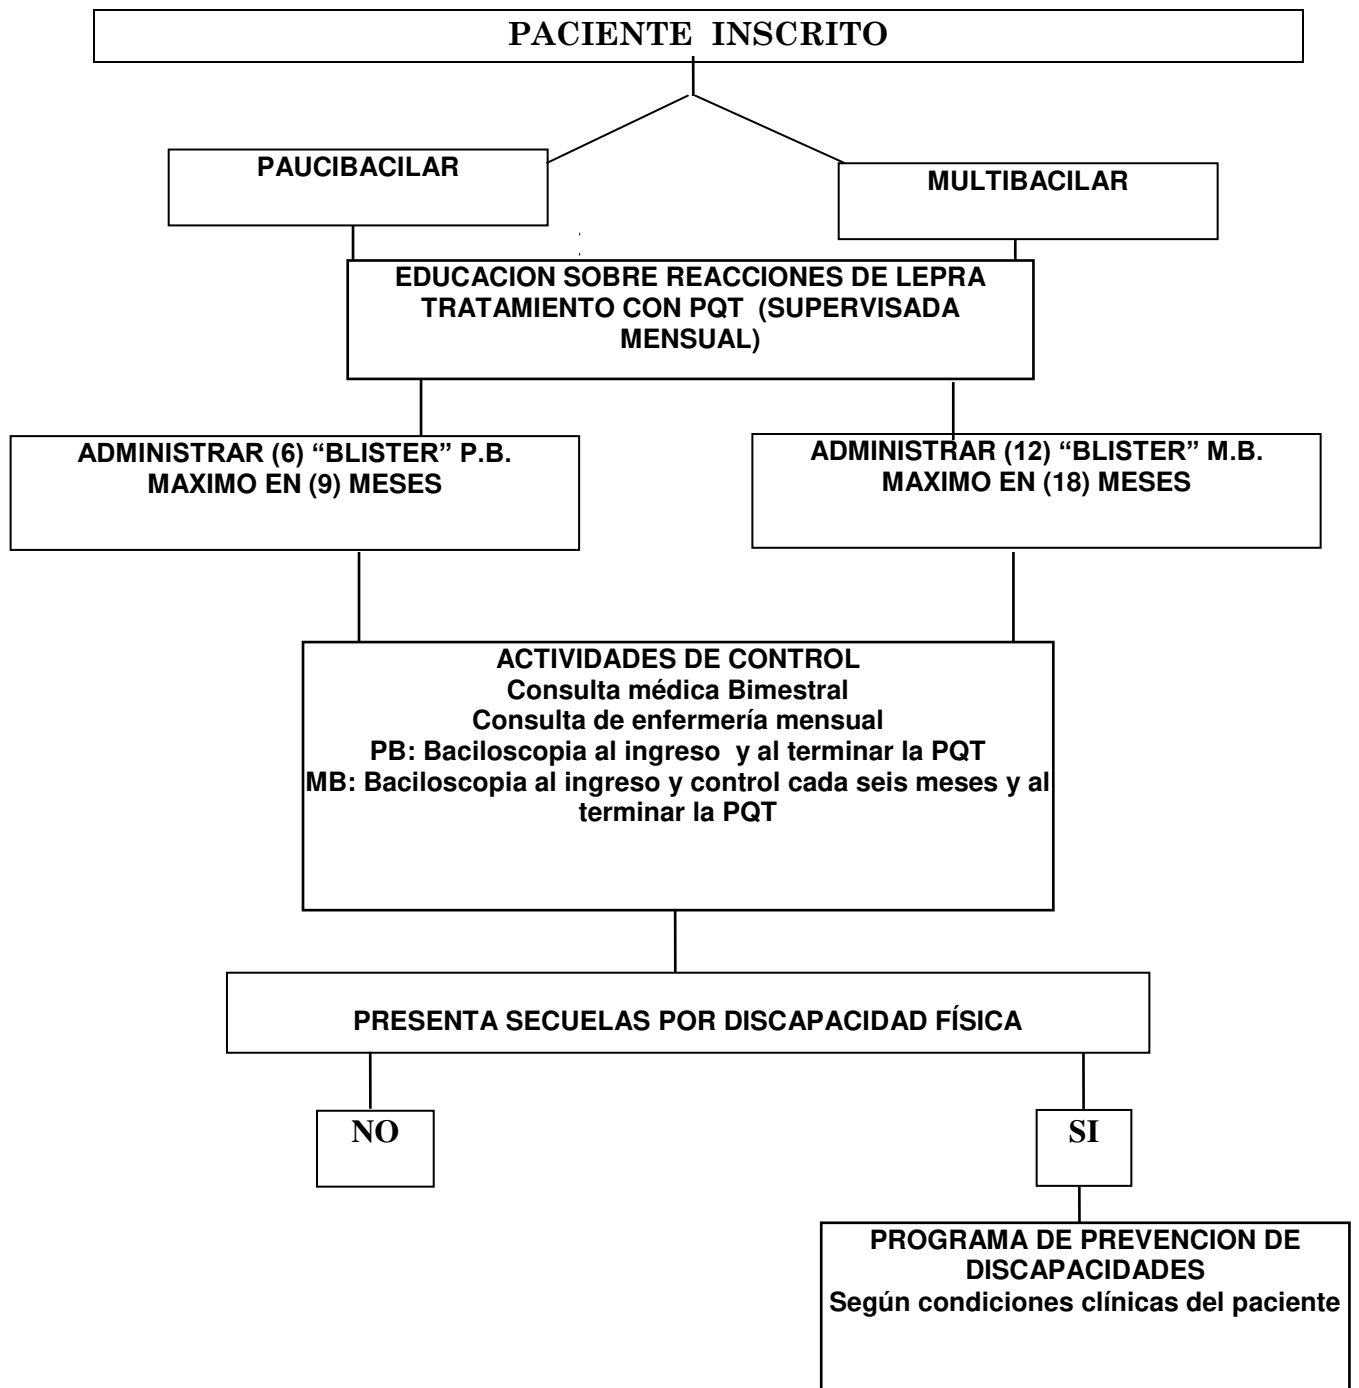 PACIENTE INSCRITO
PAUCIBACILAR
MULTIBACILAR
EDUCACION SOBRE REACCIONES DE LEPRA
TRATAMIENTO CON PQT (SUPERVISADA
MENSUAL)
ADMINISTRAR (6) “BLISTER” P.B.
MAXIMO EN (9) MESES
ADMINISTRAR (12) “BLISTER” M.B.
MAXIMO EN (18) MESES
ACTIVIDADES DE CONTROL
Consulta médica Bimestral
Consulta de enfermería mensual
PB: Baciloscopia al ingreso y al terminar la PQT
MB: Baciloscopia al ingreso y control cada seis meses y al
terminar la PQT
PRESENTA SECUELAS POR DISCAPACIDAD FÍSICA
NO
SI
PROGRAMA DE PREVENCION DE
DISCAPACIDADES
Según condiciones clínicas del paciente